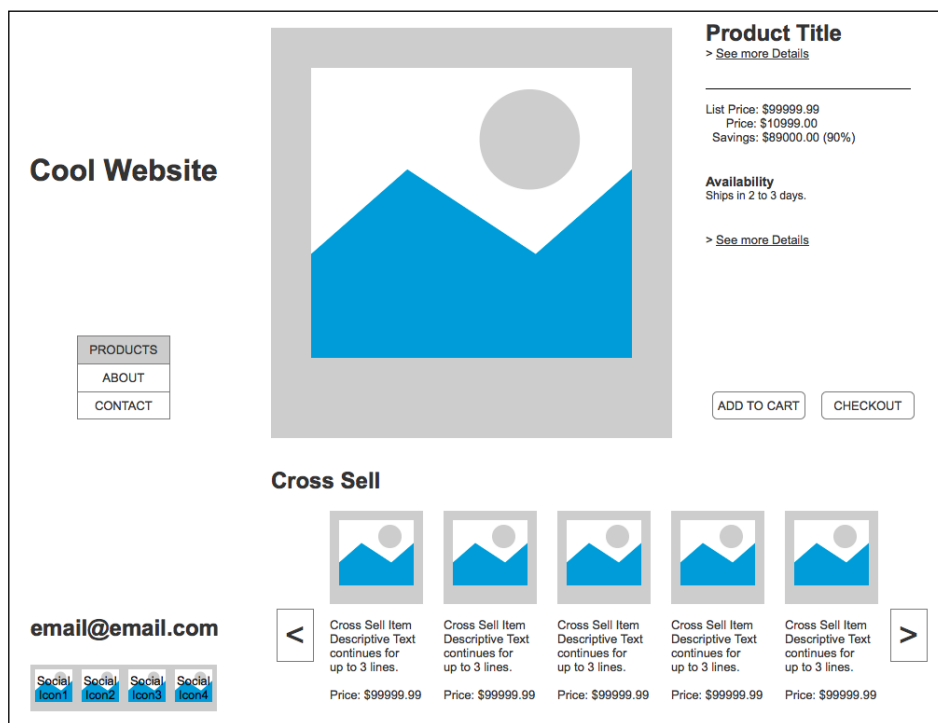 Cool Website
PRODUCTS
ABOUT
CONTACT
email@email.com
Social Icon1
Social Icon2
Social Icon3
Social Icon4
Product Title
> See more Details
List Price: $99999.99
Price: $10999.00
Savings: $89000.00 (90%)
Availability
Ships in 2 to 3 days.
> See more Details
ADD TO CART
CHECKOUT
Cross Sell
<
Cross Sell Item
Descriptive Text
continues for
up to 3 lines.
Price: $99999.99
Cross Sell Item
Descriptive Text
continues for
up to 3 lines.
Price: $99999.99
Cross Sell Item
Descriptive Text
continues for
up to 3 lines.
Price: $99999.99
Cross Sell Item
Descriptive Text
continues for
up to 3 lines.
Price: $99999.99
Cross Sell Item
Descriptive Text
continues for
up to 3 lines.
Price: $99999.99
>